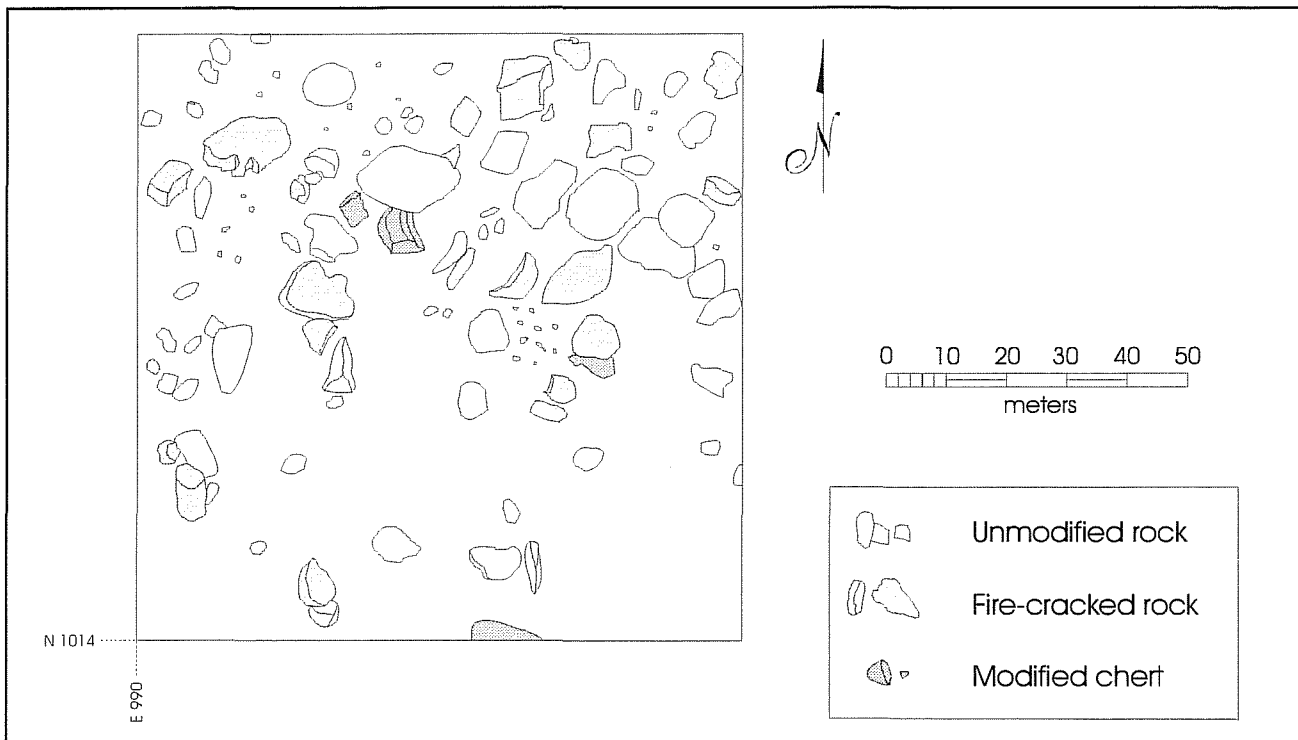 N
0 10 20 30 40 50
meters
Unmodified rock
Fire-cracked rock
Modified chert
N 1014
E 990